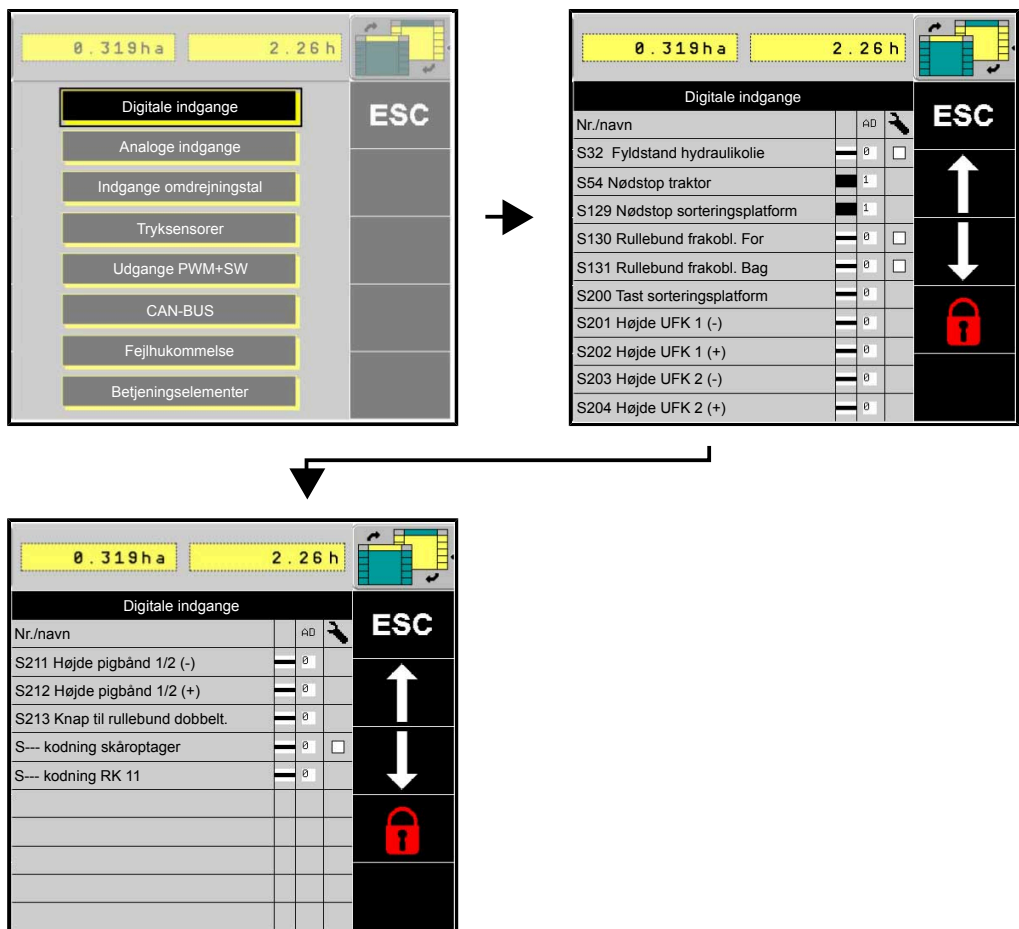 0.319ha 2.26h
Digitale indgange
ESC
Analoge indgange
Indgange omdrejningstal
Tryksensorer
Udgange PWM+SW
CAN-BUS
Fejlhukommelse
Betjeningselementer
0.319ha 2.26h
Digitale indgange
ESC
Nr./navn AD
S32 Fyldstand hydraulikolie 0
S54 Nødstop traktor 1
S129 Nødstop sorteringsplatform 1
S130 Rullebund frakobl. For 0
S131 Rullebund frakobl. Bag 0
S200 Tast sorteringsplatform 0
S201 Højde UFK 1 (-) 0
S202 Højde UFK 1 (+) 0
S203 Højde UFK 2 (-) 0
S204 Højde UFK 2 (+) 0
0.319ha 2.26h
Digitale indgange
ESC
Nr./navn AD
S211 Højde pigbånd 1/2 (-) 0
S212 Højde pigbånd 1/2 (+) 0
S213 Knap til rullebund dobbelt. 0
S--- kodning skåroptager 0
S--- kodning RK 11 0